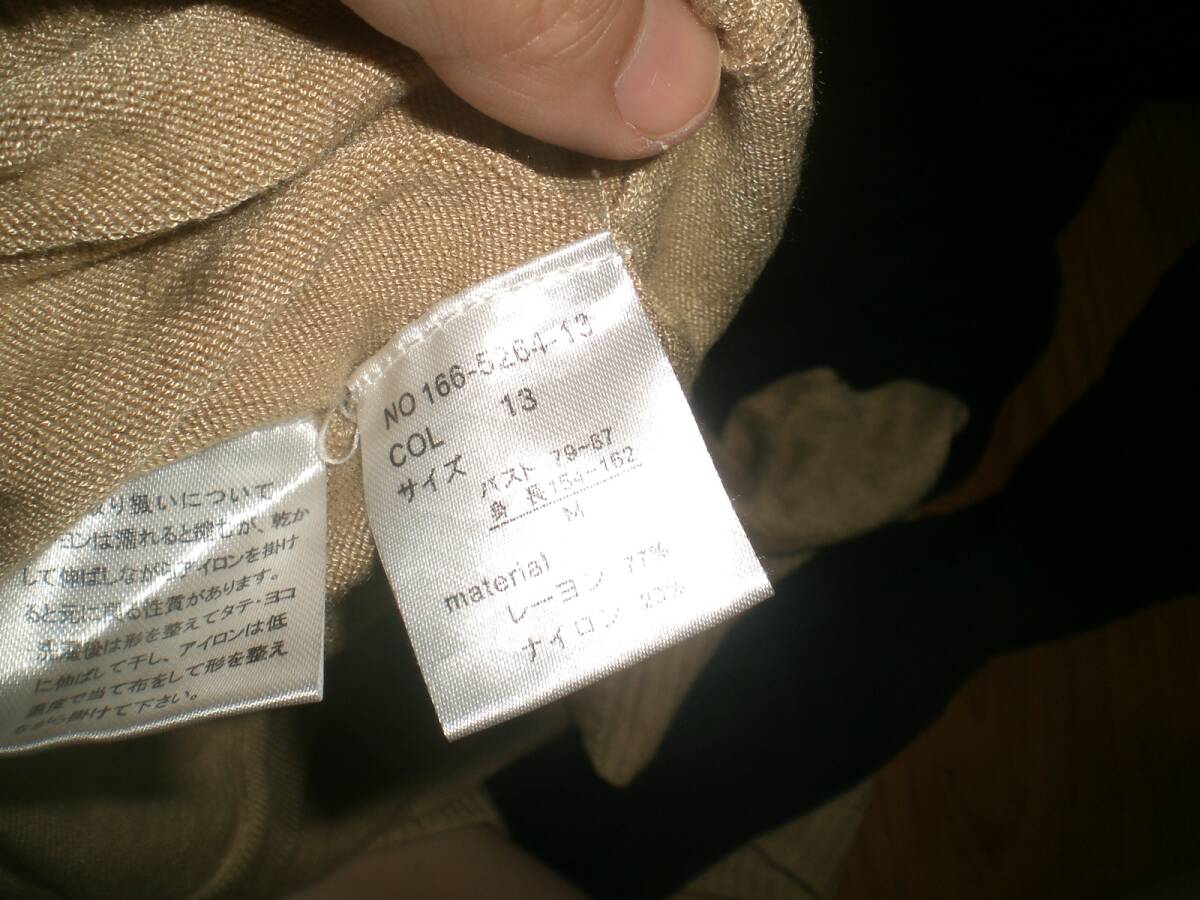 NO 166-5264-13
COL 13
サイズ バスト 79-87
身 長 154-162
M
material
レーヨン 77%
ナイロン 23%
取り扱いについて
ヨンは濡れると縮むが、乾か
して伸ばしながらアイロンを掛け
ると元に戻る性質があります。
洗濯後は形を整えてタテ・ヨコ
に伸ばして干し、アイロンは低
温度で当て布をして形を整え
ながら掛けて下さい。